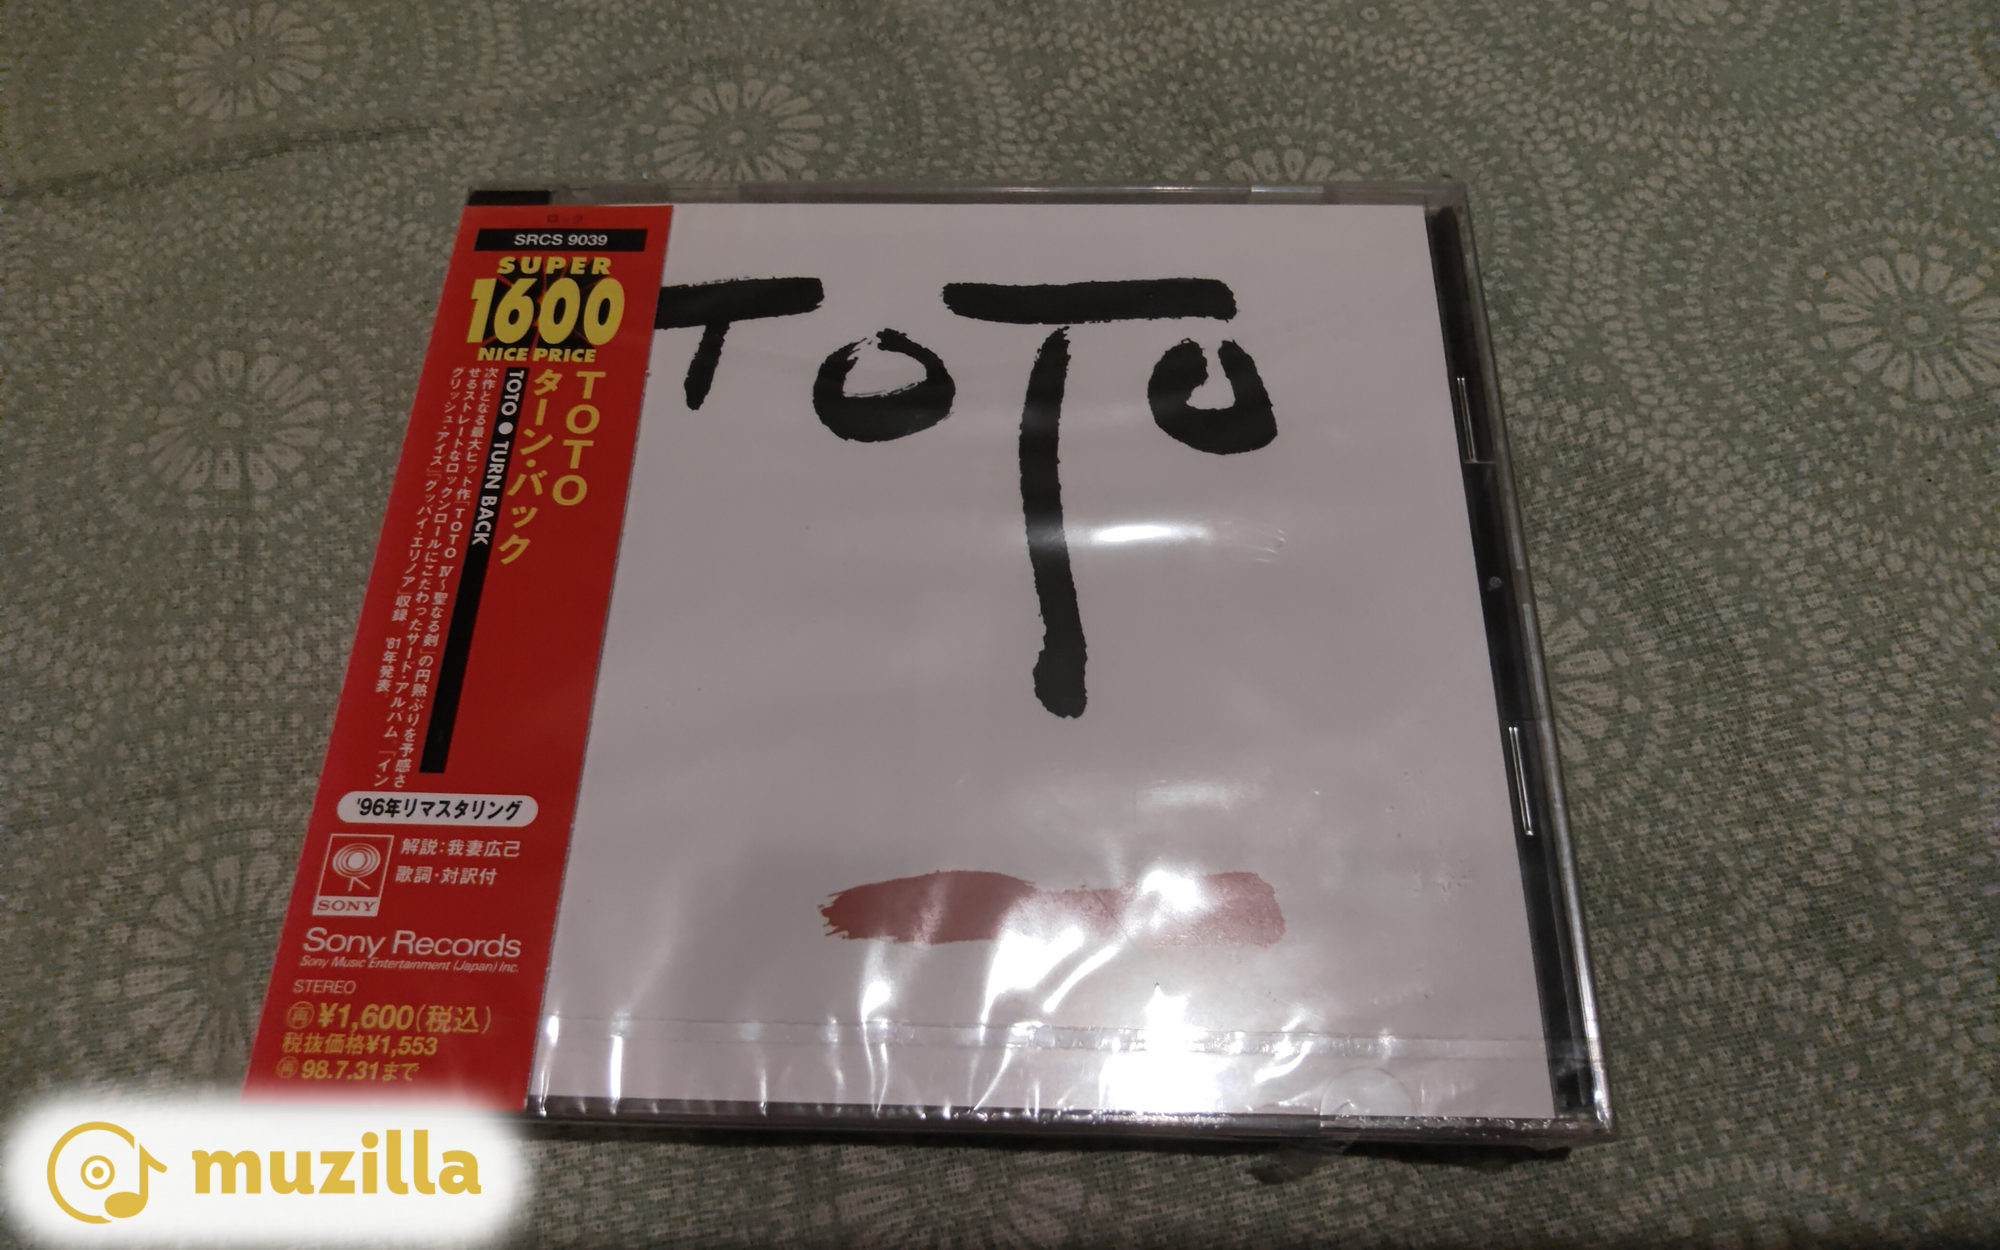 ロック
SRCS 9039
SUPER
1600
NICE PRICE
TOTO
ターン・バック
TOTO ● TURN BACK
次作となる最大ヒット作「TOTO Ⅳ〜聖なる剣」の円熟ぶりを予感さ
せるストレートなロックンロールにこだわったサード・アルバム。「イン
グリッシュ・アイズ」「グッバイ・エリノア」収録 '81年発表。
'96年リマスタリング
SONY
解説：我妻広己
歌詞・対訳付
Sony Records
Sony Music Entertainment (Japan) Inc.
STEREO
㊢¥1,600(税込)
税抜価格¥1,553
㊢98.7.31まで
TOTO
muzilla